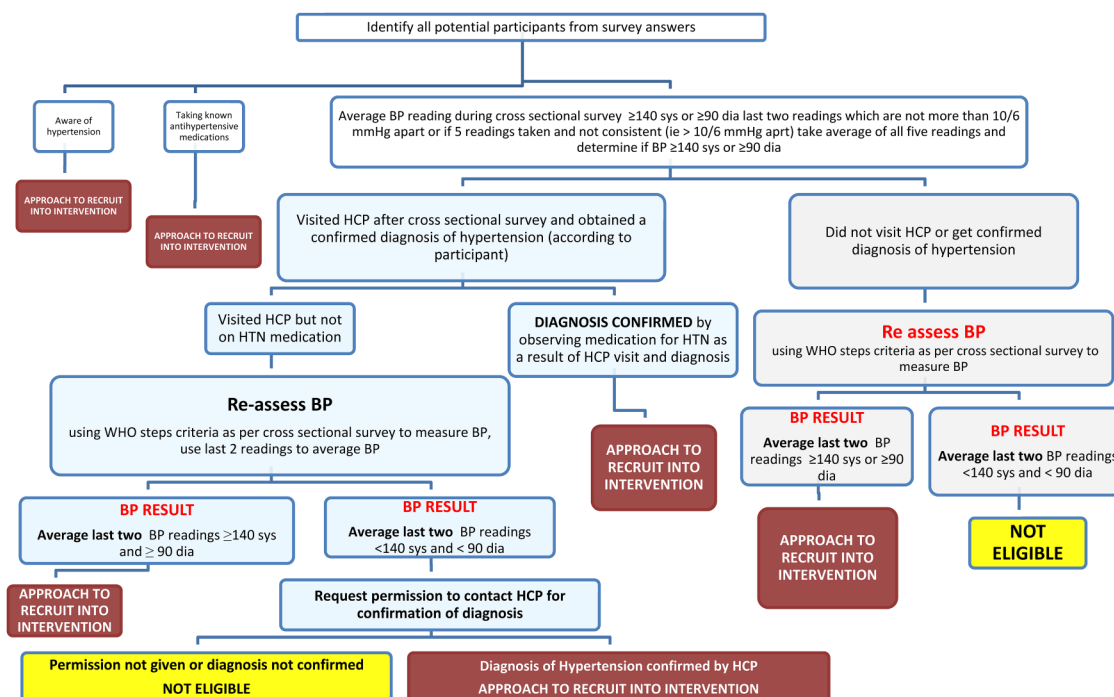 Identify all potential participants from survey answers
Aware of
hypertension
Taking known
antihypertensive
medications
Average BP reading during cross sectional survey ≥140 sys or ≥90 dia last two readings which are not more than 10/6
mmHg apart or if 5 readings taken and not consistent (ie > 10/6 mmHg aprt) take average of all five readings and
determine if BP ≥140 sys or ≥90 dia
APPROACH TO RECRUIT
INTO INTERVENTION
APPROACH TO RECRUIT
INTO INTERVENTION
Visited HCP after cross sectional survey and obtained a
confirmed diagnosis of hypertension (according to
participant)
Did not visit HCP or get confirmed
diagnosis of hypertension
Visited HCP but not
on HTN medication
DIAGNOSIS CONFIRMED by
observing medication for HTN as
a result of HCP visit and diagnosis
Re assess BP
using WHO steps criteria as per cross sectional survey to
measure BP
Re-assess BP
using WHO steps criteria as per cross sectional survey to measure BP,
use last 2 readings to average BP
APPROACH TO
RECRUIT INTO
INTERVENTION
BP RESULT
Average last two BP
readings ≥140 sys or ≥90
dia
BP RESULT
Average last two BP readings
<140 sys and < 90 dia
BP RESULT
Average last two BP readings ≥140 sys
and ≥ 90 dia
BP RESULT
Average last two BP readings
<140 sys and < 90 dia
APPROACH TO
RECRUIT INTO
INTERVENTION
NOT
ELIGIBLE
APPROACH TO
RECRUIT INTO
INTERVENTION
Request permission to contact HCP for
confirmation of diagnosis
Permission not given or diagnosis not confirmed
NOT ELIGIBLE
Diagnosis of Hypertension confirmed by HCP
APPROACH TO RECRUIT INTO INTERVENTION